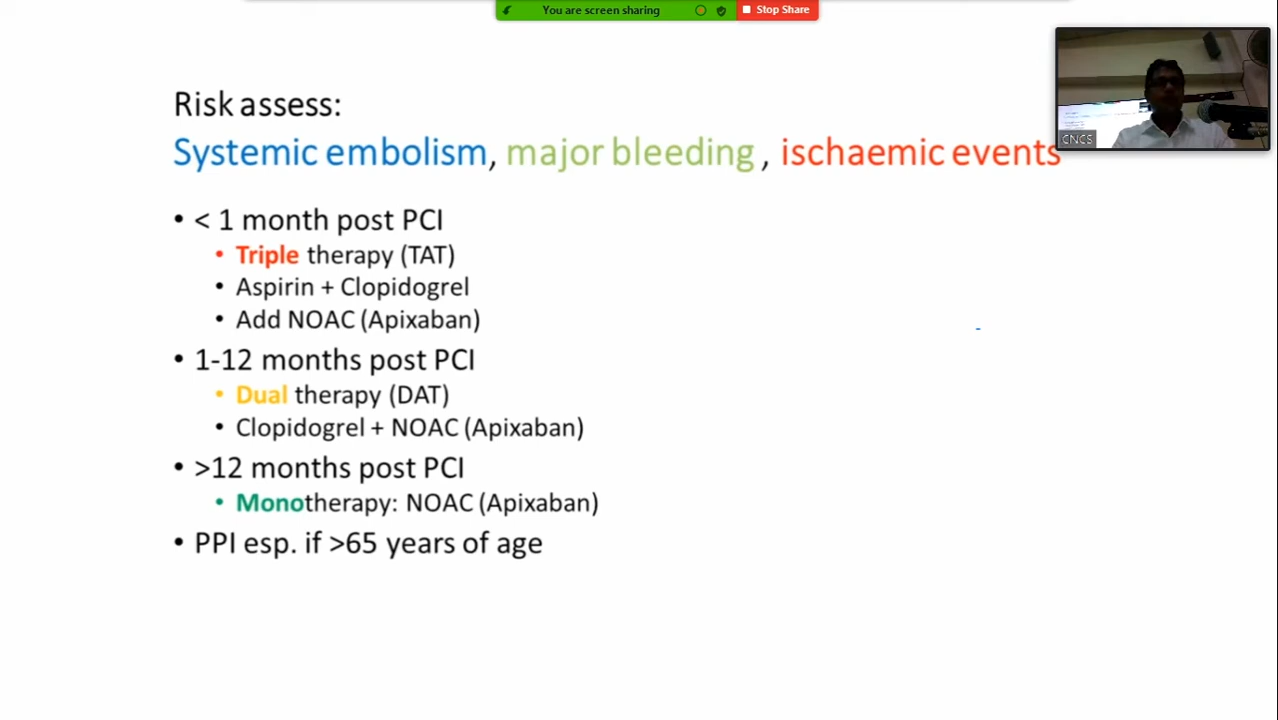 You are screen sharing
Stop Share
CNCS
Risk assess:
Systemic embolism, major bleeding , ischaemic events
• < 1 month post PCI
• Triple therapy (TAT)
• Aspirin + Clopidogrel
• Add NOAC (Apixaban)
• 1-12 months post PCI
• Dual therapy (DAT)
• Clopidogrel + NOAC (Apixaban)
• >12 months post PCI
• Monotherapy: NOAC (Apixaban)
• PPI esp. if >65 years of age